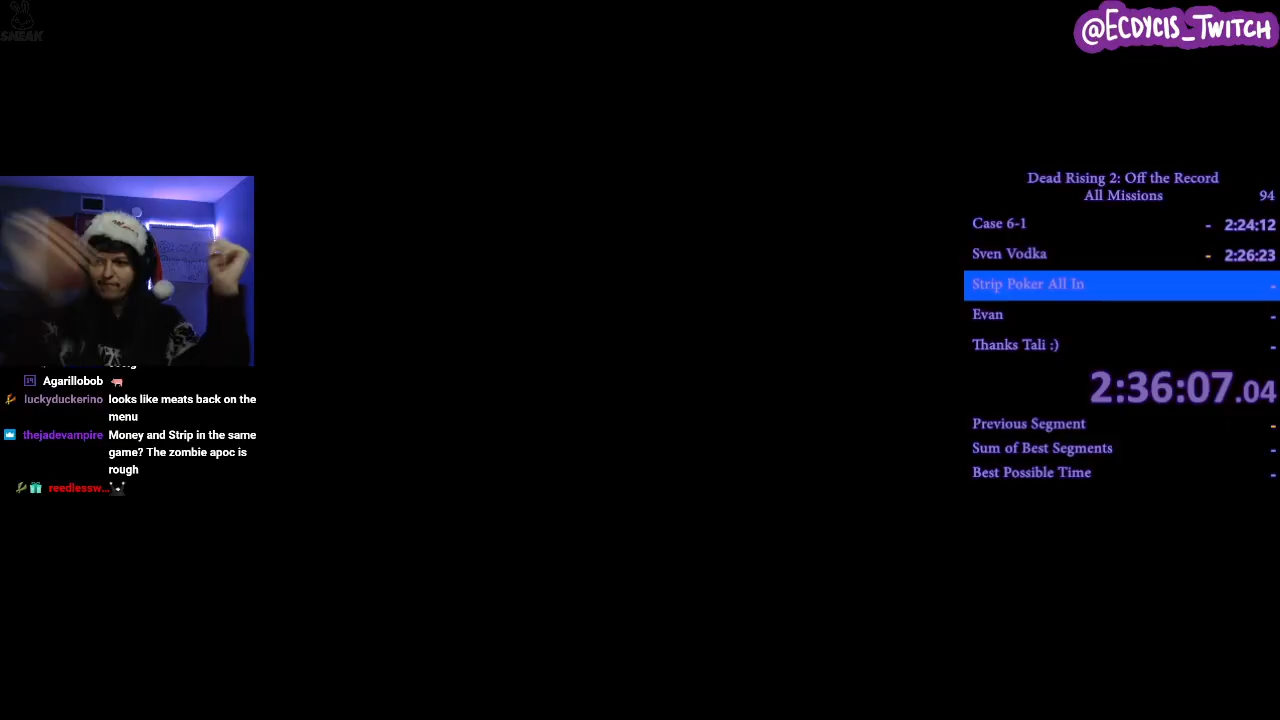 SNEAK
@ECDYCIS_TWITCH
Dead Rising 2: Off the Record
All Missions 94
Case 6-1 - 2:24:12
Sven Vodka - 2:26:23
Strip Poker All In -
Evan -
Thanks Tali :) -
2:36:07.04
Previous Segment -
Sum of Best Segments -
Best Possible Time -
Agarillobob
luckyduckerino looks like meats back on the
menu
thejadevampire Money and Strip in the same
game? The zombie apoc is
rough
reedlessw...